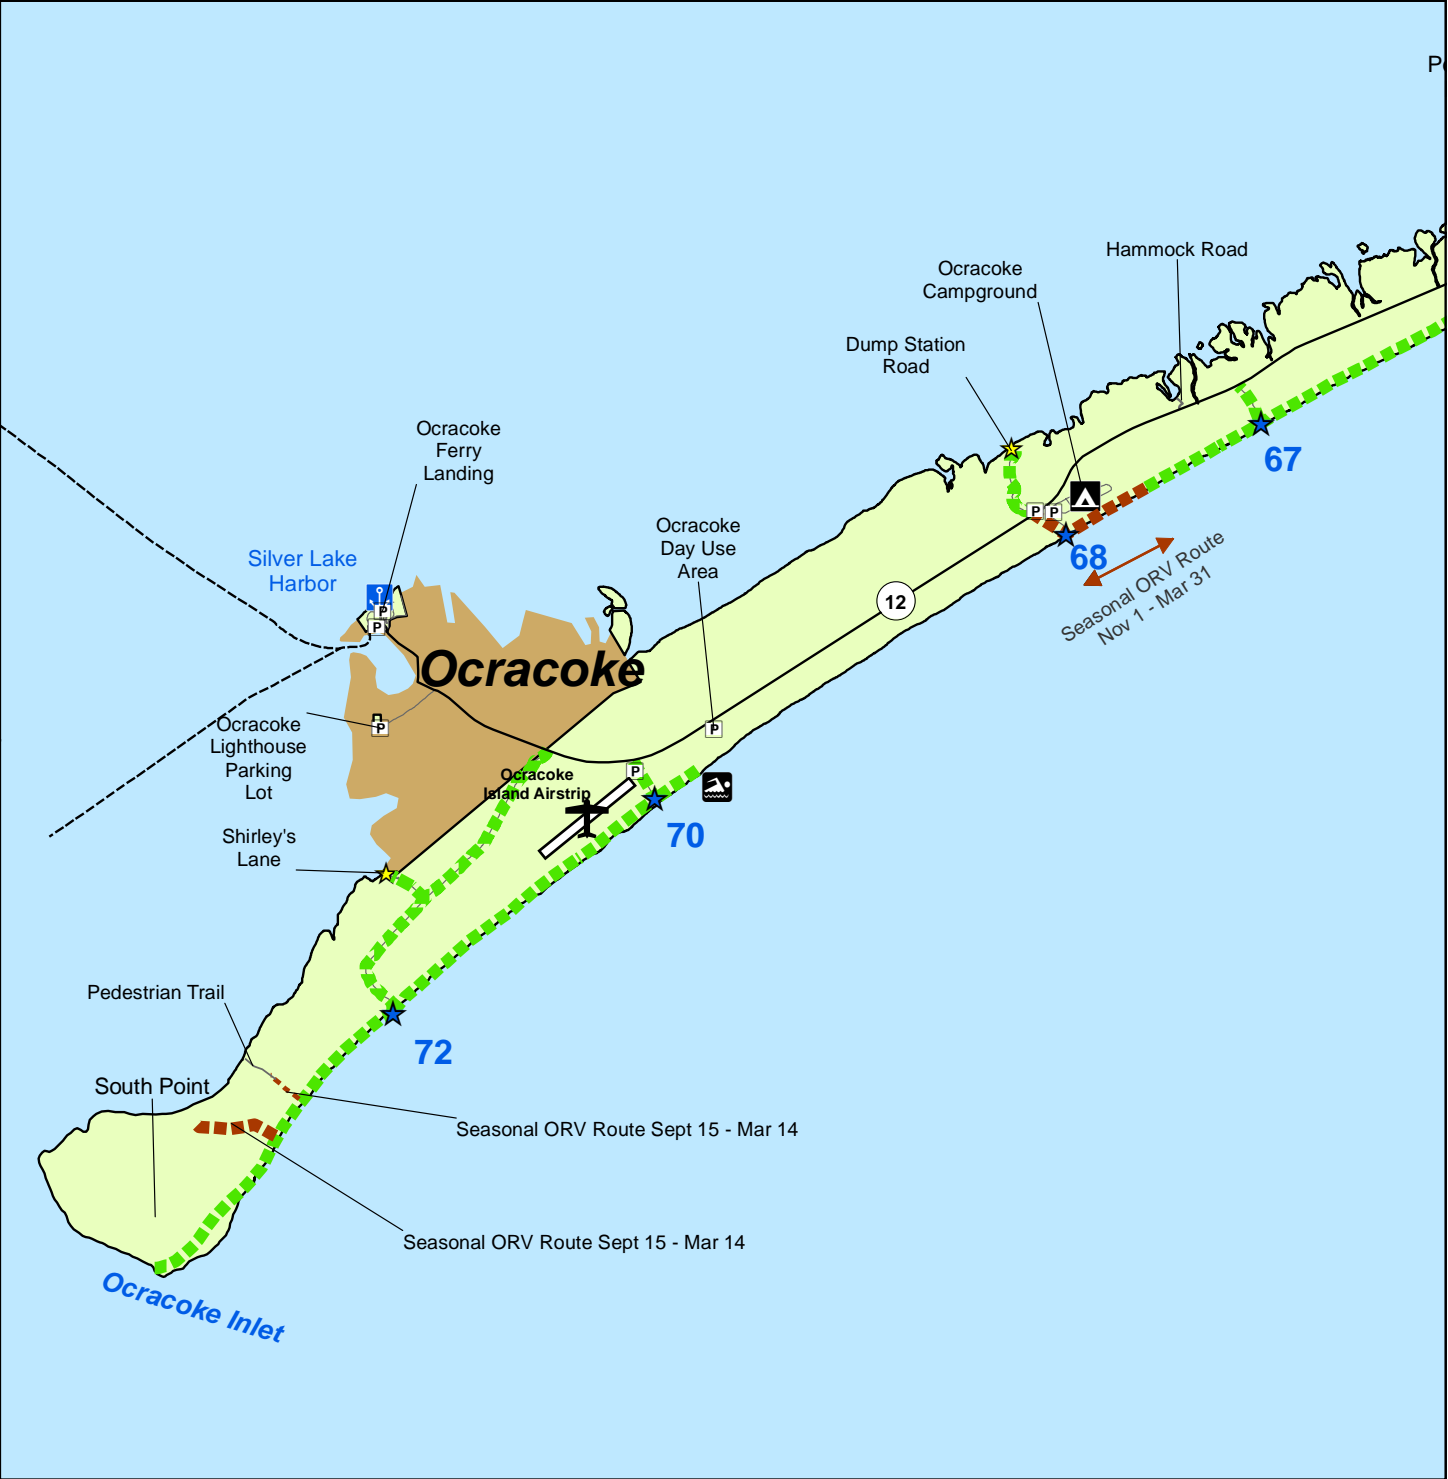 Po
Hammock Road
Ocracoke
Campground
Dump Station
Road
Ocracoke
Ferry
Landing
67
P P
Ocracoke
Day Use
Area
68
Seasonal ORV Route
Nov 1 - Mar 31
Silver Lake
Harbor
12
P
P
Ocracoke
Ocracoke
Lighthouse
Parking
Lot
P
P
P
Ocracoke
Island Airstrip
70
Shirley's
Lane
Pedestrian Trail
72
South Point
Seasonal ORV Route Sept 15 - Mar 14
Seasonal ORV Route Sept 15 - Mar 14
Ocracoke Inlet